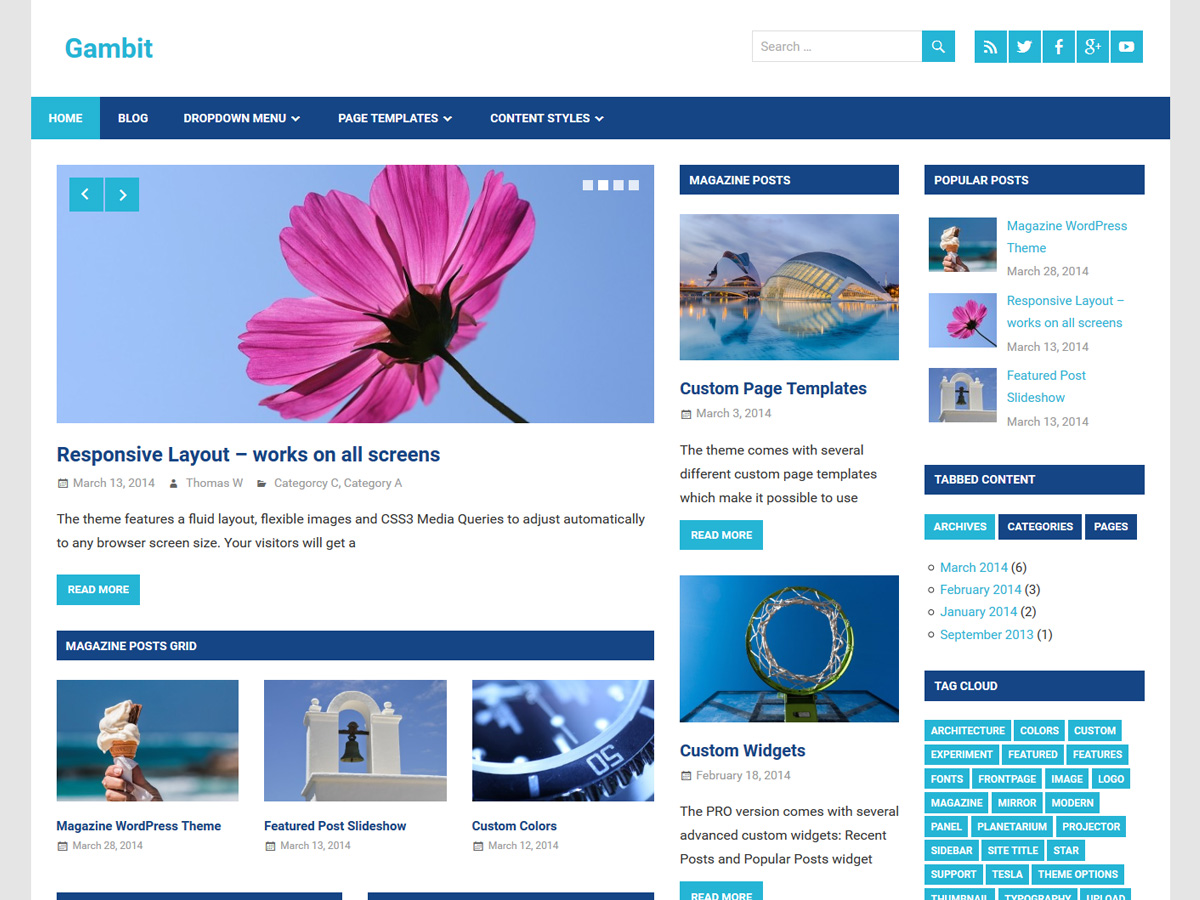 Gambit
Search ...
HOME
BLOG
DROPDOWN MENU
PAGE TEMPLATES
CONTENT STYLES
Responsive Layout – works on all screens
March 13, 2014 Thomas W Categorcy C, Category A
The theme features a fluid layout, flexible images and CSS3 Media Queries to adjust automatically
to any browser screen size. Your visitors will get a
READ MORE
MAGAZINE POSTS GRID
50
Magazine WordPress Theme
March 28, 2014
Featured Post Slideshow
March 13, 2014
Custom Colors
March 12, 2014
MAGAZINE POSTS
Custom Page Templates
March 3, 2014
The theme comes with several
different custom page templates
which make it possible to use
READ MORE
Custom Widgets
February 18, 2014
The PRO version comes with several
advanced custom widgets: Recent
Posts and Popular Posts widget
READ MORE
POPULAR POSTS
Magazine WordPress
Theme
March 28, 2014
Responsive Layout –
works on all screens
March 13, 2014
Featured Post
Slideshow
March 13, 2014
TABBED CONTENT
ARCHIVES CATEGORIES PAGES
March 2014 (6)
February 2014 (3)
January 2014 (2)
September 2013 (1)
TAG CLOUD
ARCHITECTURE COLORS CUSTOM
EXPERIMENT FEATURED FEATURES
FONTS FRONTPAGE IMAGE LOGO
MAGAZINE MIRROR MODERN
PANEL PLANETARIUM PROJECTOR
SIDEBAR SITE TITLE STAR
SUPPORT TESLA THEME OPTIONS
THUMBNAIL TYPOGRAPHY UPLOAD